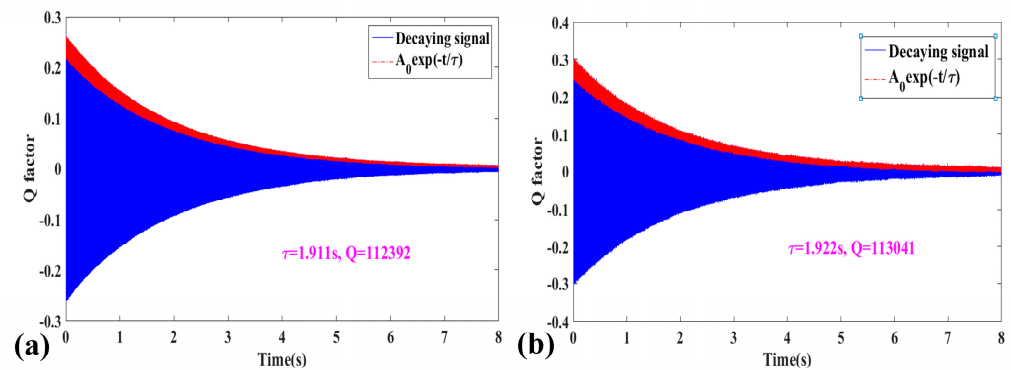 0.3
0.2
0.1
0
-0.1
-0.2
-0.3
Q factor
Decaying signal
A0exp(-t/τ)
τ=1.911s, Q=112392
0 1 2 3 4 5 6 7 8
Time(s)
(a)
0.4
0.3
0.2
0.1
0
-0.1
-0.2
-0.3
-0.4
Q factor
Decaying signal
A0exp(-t/τ)
τ=1.922s, Q=113041
0 1 2 3 4 5 6 7 8
Time(s)
(b)